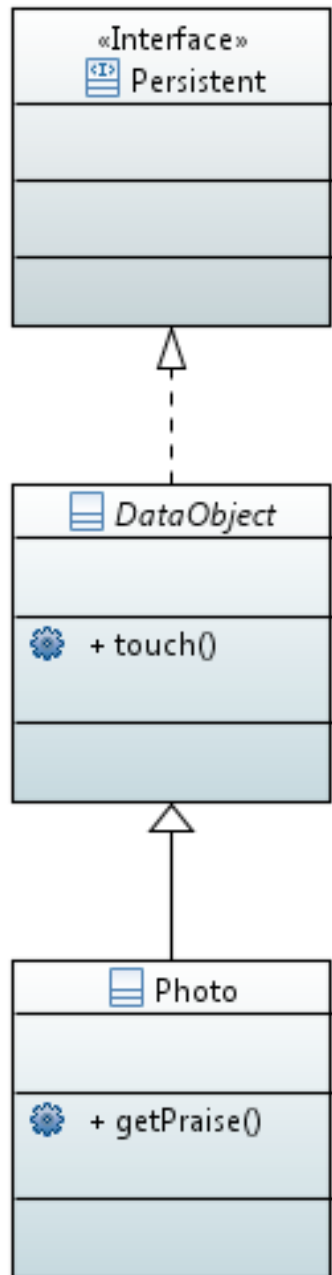 «Interface»
Persistent
DataObject
+ touch()
Photo
+ getPraise()